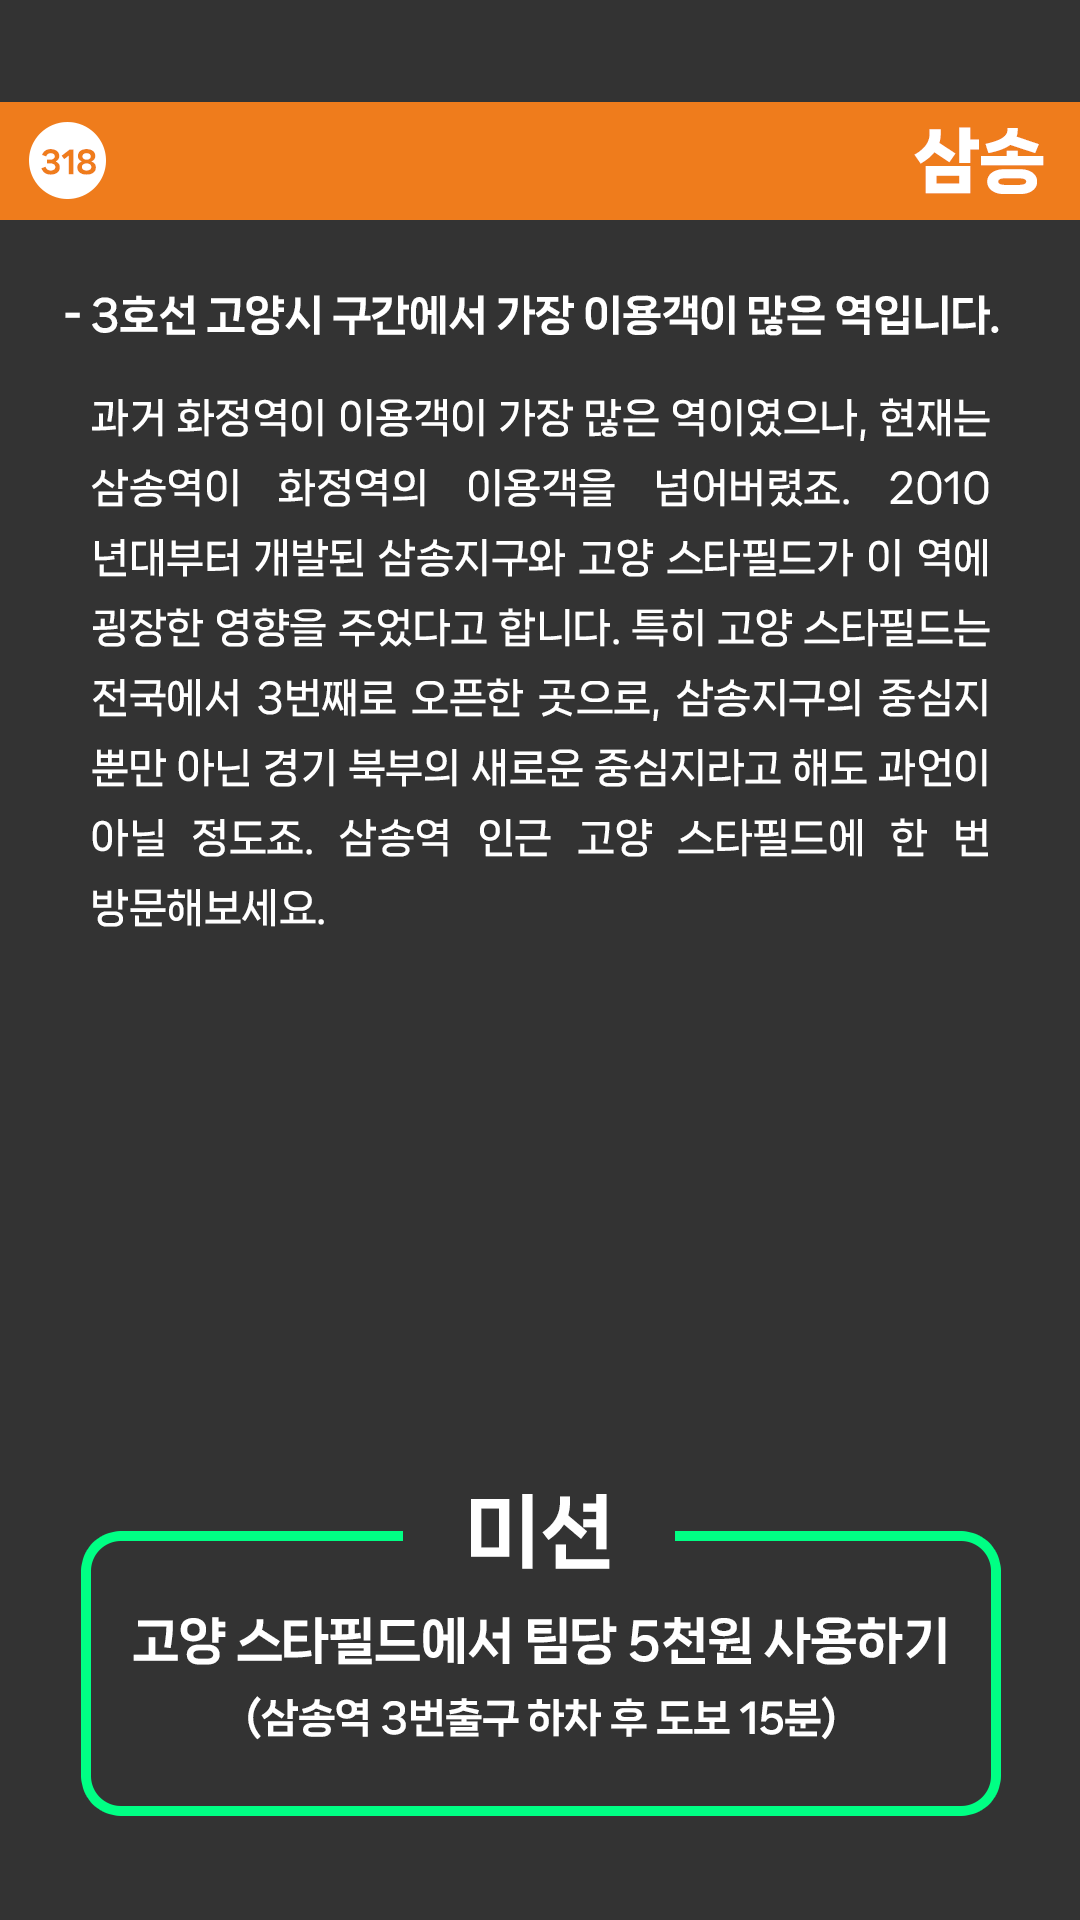 318
삼송
- 3호선 고양시 구간에서 가장 이용객이 많은 역입니다.
과거 화정역이 이용객이 가장 많은 역이였으나, 현재는
삼송역이 화정역의 이용객을 넘어버렸죠. 2010
년대부터 개발된 삼송지구와 고양 스타필드가 이 역에
굉장한 영향을 주었다고 합니다. 특히 고양 스타필드는
전국에서 3번째로 오픈한 곳으로, 삼송지구의 중심지
뿐만 아닌 경기 북부의 새로운 중심지라고 해도 과언이
아닐 정도죠. 삼송역 인근 고양 스타필드에 한 번
방문해보세요.
미션
고양 스타필드에서 팀당 5천원 사용하기
(삼송역 3번출구 하차 후 도보 15분)